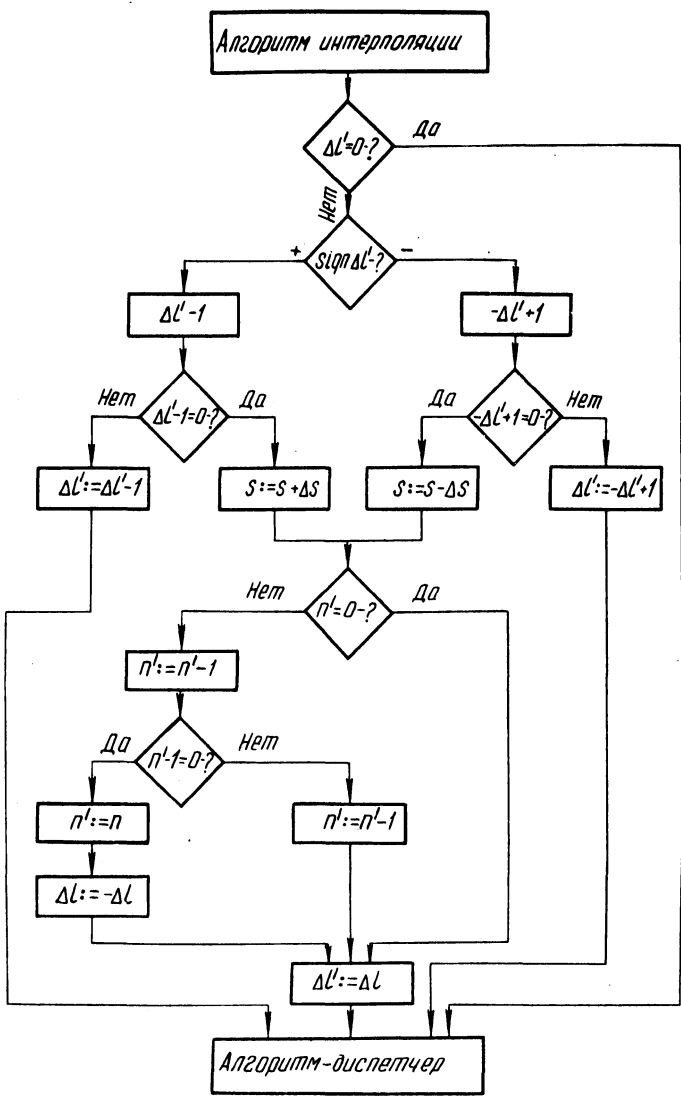 Алгоритм интерполяции
Δl'=0-?
Да
Нет
+
signΔl'-?
-
Δl'-1
-Δl'+1
Нет
Δl'-1=0-?
Да
Да
-Δl'+1=0-?
Нет
Δl':=Δl'-1
s:=s+Δs
s:=s-Δs
Δl':=-Δl'+1
Нет
n'=0-?
Да
n':=n'-1
Да
n'-1=0-?
Нет
n':=n
n':=n'-1
Δl:=-Δl
Δl':=Δl
Алгоритм-диспетчер